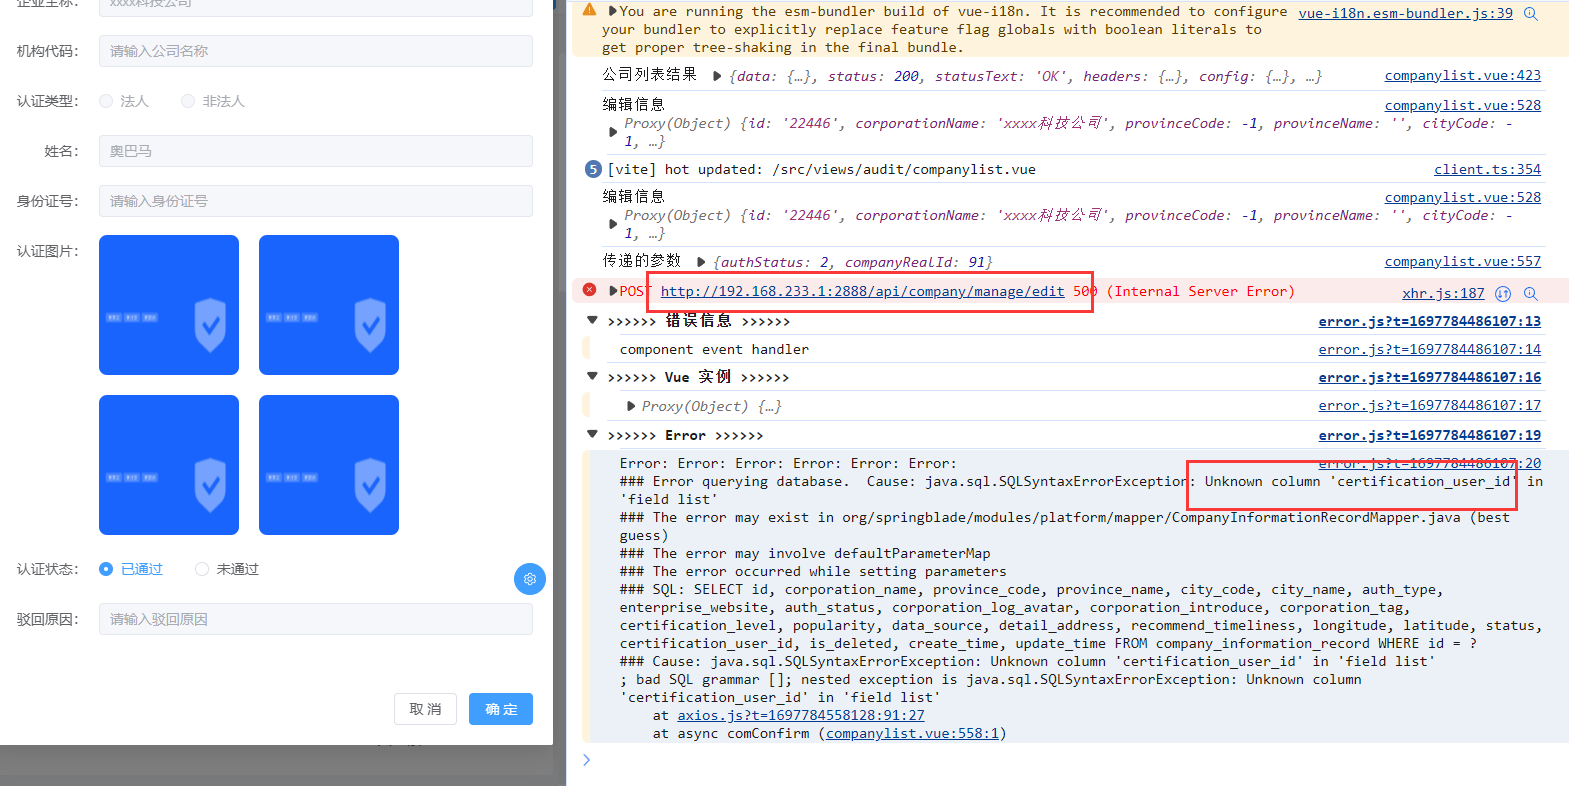 企业全称：
xxxx科技公司
机构代码：
请输入公司名称
认证类型：
法人
非法人
姓名：
奥巴马
身份证号：
请输入身份证号
认证图片：
认证状态：
已通过
未通过
驳回原因：
请输入驳回原因
取 消
确 定
You are running the esm-bundler build of vue-i18n. It is recommended to configure
vue-i18n.esm-bundler.js:39
your bundler to explicitly replace feature flag globals with boolean literals to
get proper tree-shaking in the final bundle.
公司列表结果 {data: {…}, status: 200, statusText: 'OK', headers: {…}, config: {…}, …}
companylist.vue:423
编辑信息
companylist.vue:528
Proxy(Object) {id: '22446', corporationName: 'xxxx科技公司', provinceCode: -1, provinceName: '', cityCode: -
1, …}
5 [vite] hot updated: /src/views/audit/companylist.vue
client.ts:354
编辑信息
companylist.vue:528
Proxy(Object) {id: '22446', corporationName: 'xxxx科技公司', provinceCode: -1, provinceName: '', cityCode: -
1, …}
传递的参数 {authStatus: 2, companyRealId: 91}
companylist.vue:557
POST http://192.168.233.1:2888/api/company/manage/edit 500 (Internal Server Error)
xhr.js:187
>>>>>> 错误信息 >>>>>>
error.js?t=1697784486107:13
component event handler
error.js?t=1697784486107:14
>>>>>> Vue 实例 >>>>>>
error.js?t=1697784486107:16
Proxy(Object) {…}
error.js?t=1697784486107:17
>>>>>> Error >>>>>>
error.js?t=1697784486107:19
Error: Error: Error: Error: Error: Error:
error.js?t=1697784486107:20
### Error querying database.  Cause: java.sql.SQLSyntaxErrorException: Unknown column 'certification_user_id' in
'field list'
### The error may exist in org/springblade/modules/platform/mapper/CompanyInformationRecordMapper.java (best
guess)
### The error may involve defaultParameterMap
### The error occurred while setting parameters
### SQL: SELECT id, corporation_name, province_code, province_name, city_code, city_name, auth_type,
enterprise_website, auth_status, corporation_log_avatar, corporation_introduce, corporation_tag,
certification_level, popularity, data_source, detail_address, recommend_timeliness, longitude, latitude, status,
certification_user_id, is_deleted, create_time, update_time FROM company_information_record WHERE id = ?
### Cause: java.sql.SQLSyntaxErrorException: Unknown column 'certification_user_id' in 'field list'
; bad SQL grammar []; nested exception is java.sql.SQLSyntaxErrorException: Unknown column
'certification_user_id' in 'field list'
at axios.js?t=1697784558128:91:27
at async comConfirm (companylist.vue:558:1)